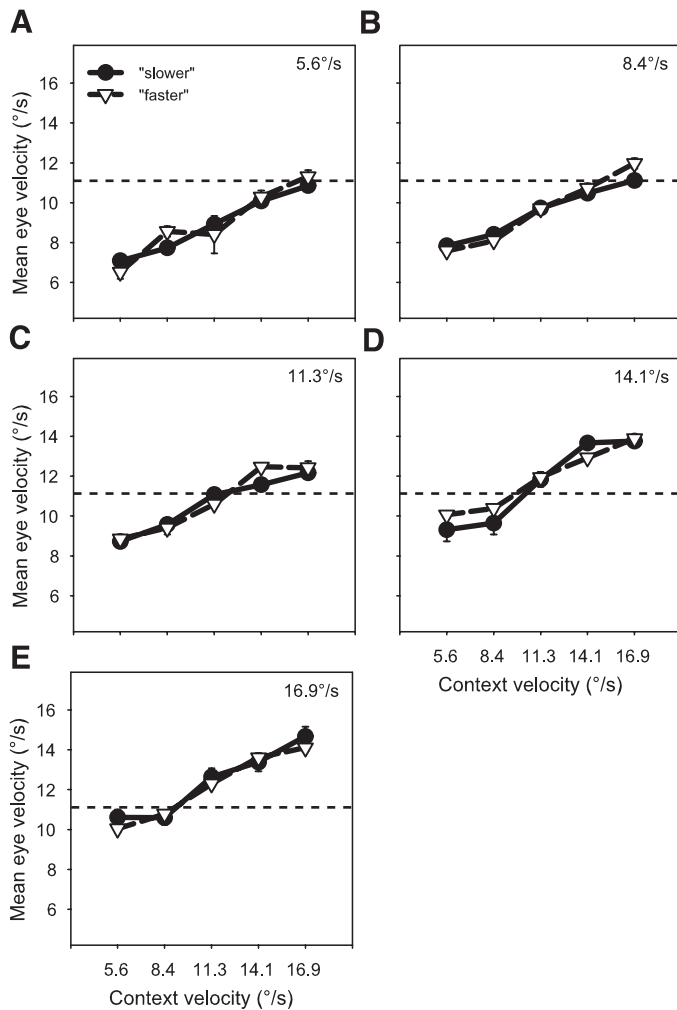 A
5.6°/s
"slower"
"faster"
16
14
12
10
8
6
Mean eye velocity (°/s)
B
8.4°/s
C
11.3°/s
16
14
12
10
8
6
Mean eye velocity (°/s)
D
14.1°/s
5.6 8.4 11.3 14.1 16.9
Context velocity (°/s)
E
16.9°/s
16
14
12
10
8
6
Mean eye velocity (°/s)
5.6 8.4 11.3 14.1 16.9
Context velocity (°/s)